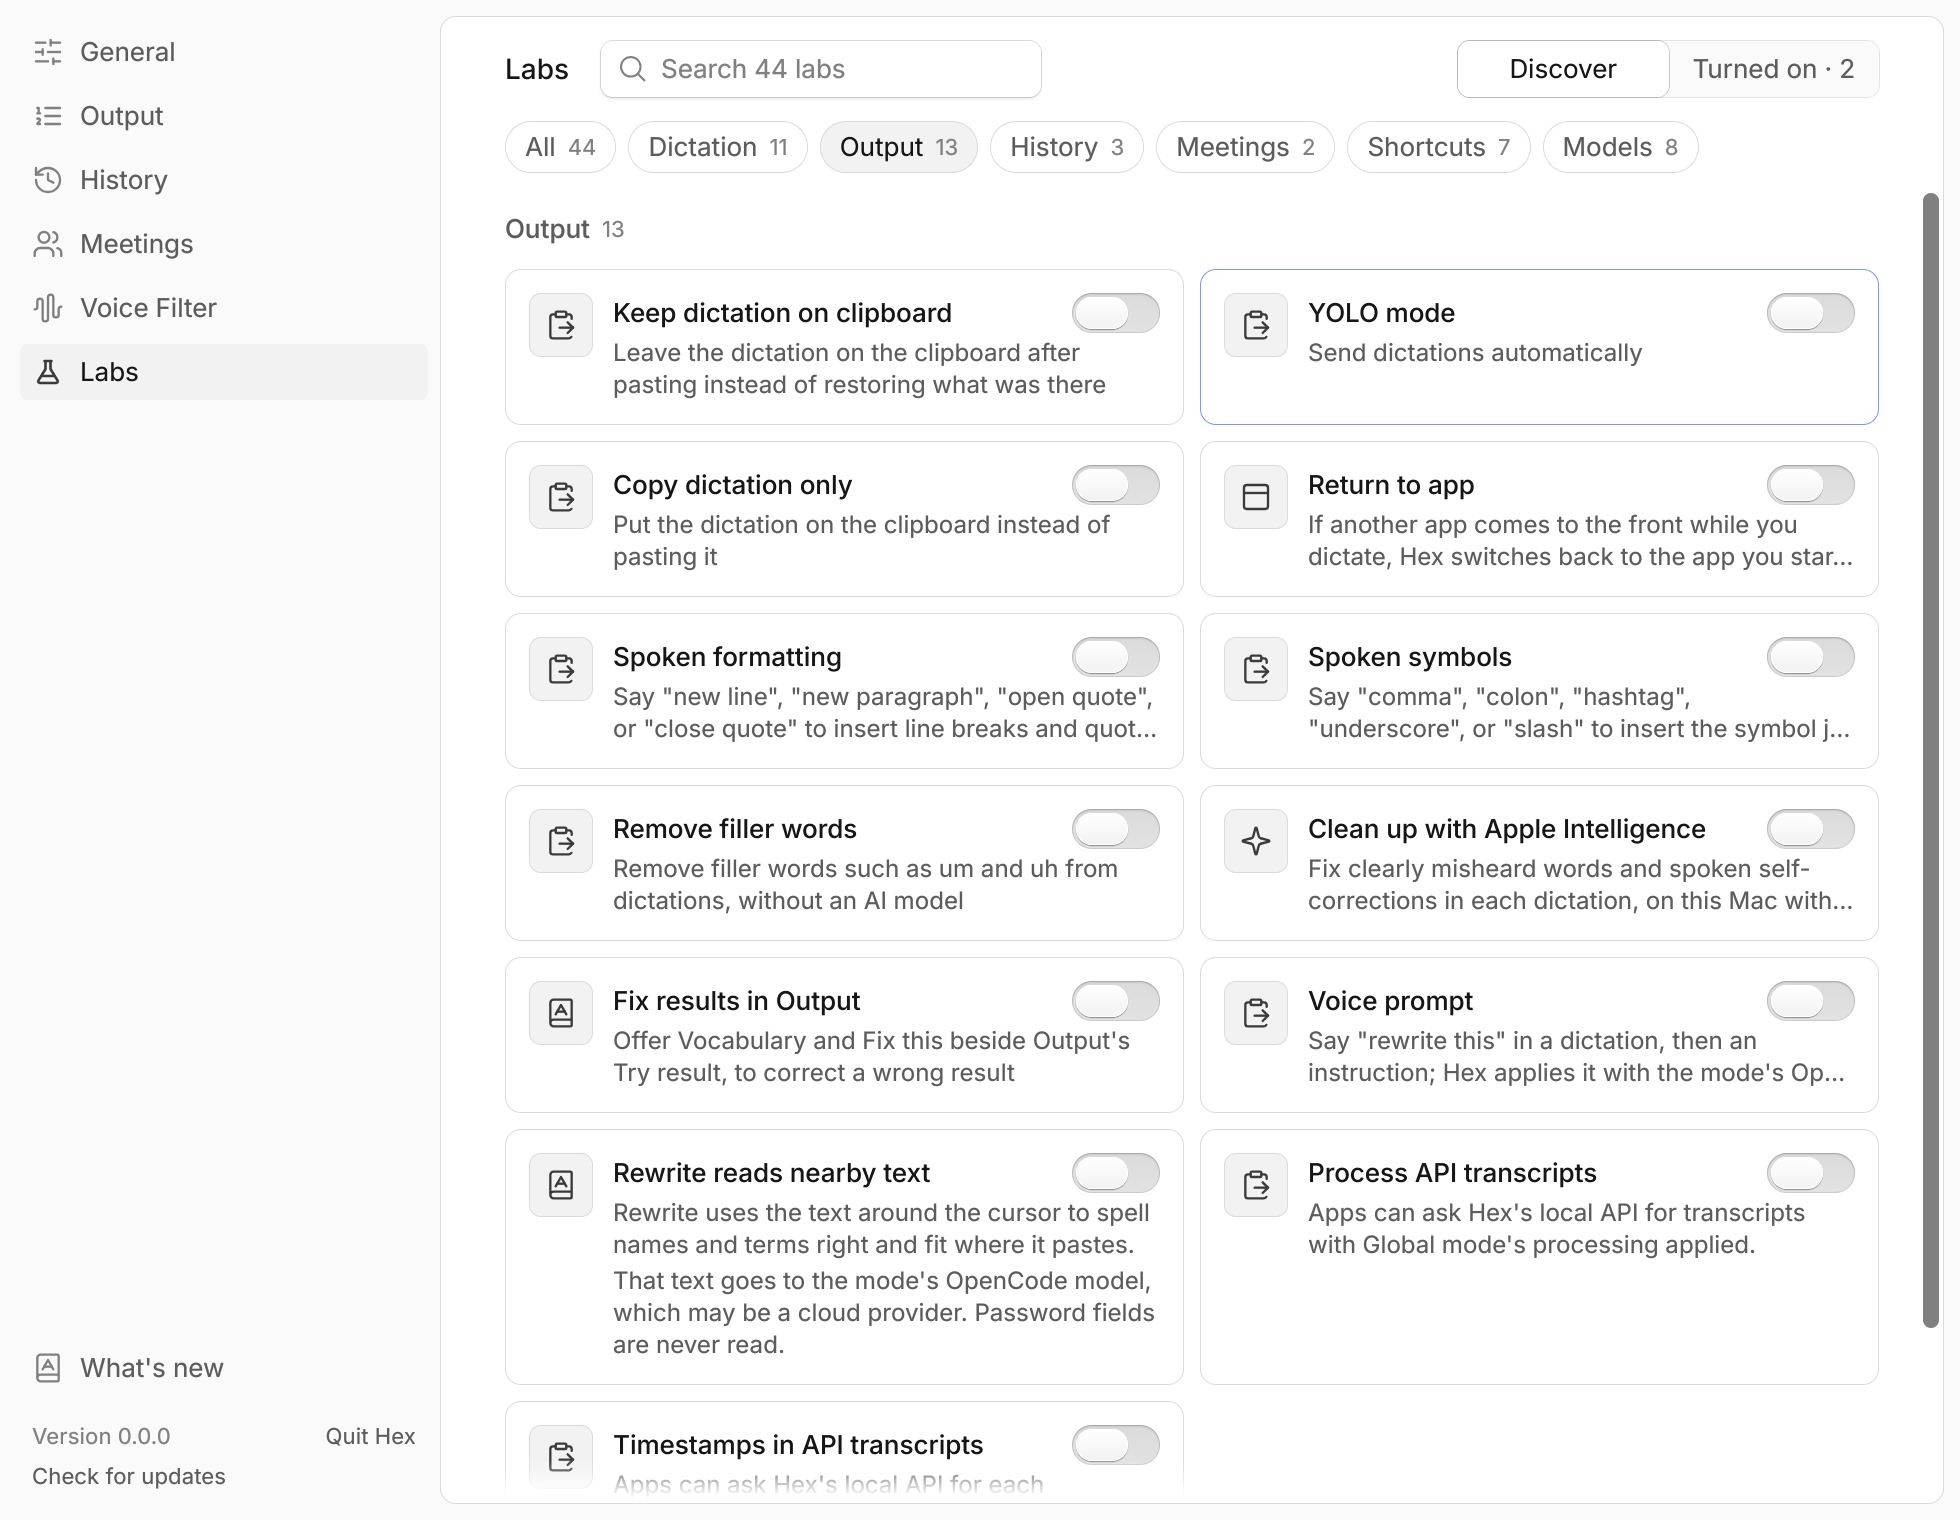 General
Output
History
Meetings
Voice Filter
Labs
What's new
Version 0.0.0
Quit Hex
Check for updates
Labs
Search 44 labs
Discover
Turned on · 2
All 44
Dictation 11
Output 13
History 3
Meetings 2
Shortcuts 7
Models 8
Output 13
Keep dictation on clipboard
Leave the dictation on the clipboard after
pasting instead of restoring what was there
YOLO mode
Send dictations automatically
Copy dictation only
Put the dictation on the clipboard instead of
pasting it
Return to app
If another app comes to the front while you
dictate, Hex switches back to the app you star...
Spoken formatting
Say "new line", "new paragraph", "open quote",
or "close quote" to insert line breaks and quot...
Spoken symbols
Say "comma", "colon", "hashtag",
"underscore", or "slash" to insert the symbol j...
Remove filler words
Remove filler words such as um and uh from
dictations, without an AI model
Clean up with Apple Intelligence
Fix clearly misheard words and spoken self-
corrections in each dictation, on this Mac with...
Fix results in Output
Offer Vocabulary and Fix this beside Output's
Try result, to correct a wrong result
Voice prompt
Say "rewrite this" in a dictation, then an
instruction; Hex applies it with the mode's Op...
Rewrite reads nearby text
Rewrite uses the text around the cursor to spell
names and terms right and fit where it pastes.
That text goes to the mode's OpenCode model,
which may be a cloud provider. Password fields
are never read.
Process API transcripts
Apps can ask Hex's local API for transcripts
with Global mode's processing applied.
Timestamps in API transcripts
Apps can ask Hex's local API for each